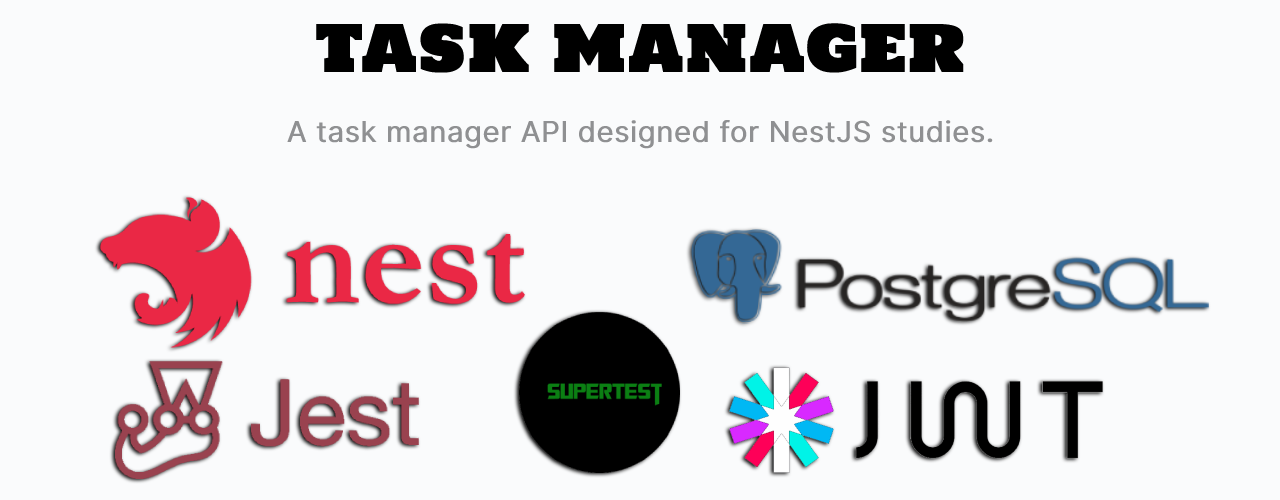 TASK MANAGER
A task manager API designed for NestJS studies.
nest
PostgreSQL
Jest
SUPERTEST
JWT